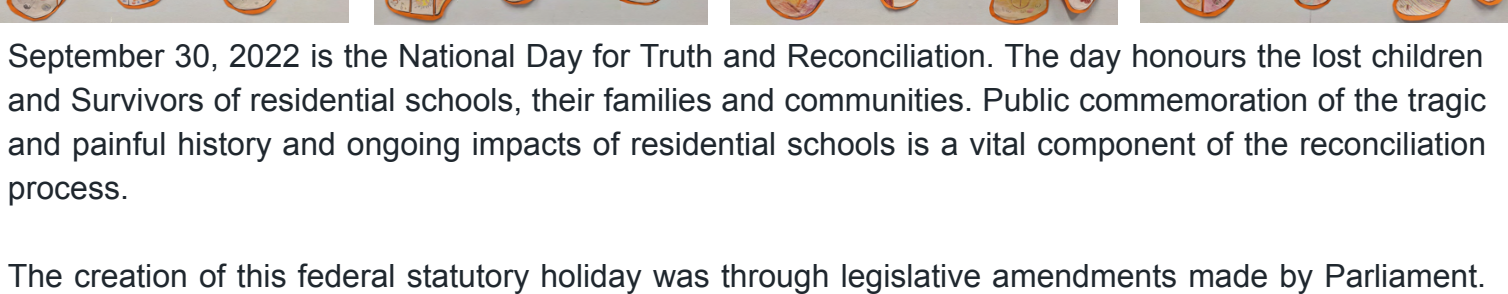 September 30, 2022 is the National Day for Truth and Reconciliation. The day honours the lost children
and Survivors of residential schools, their families and communities. Public commemoration of the tragic
and painful history and ongoing impacts of residential schools is a vital component of the reconciliation
process.
The creation of this federal statutory holiday was through legislative amendments made by Parliament.